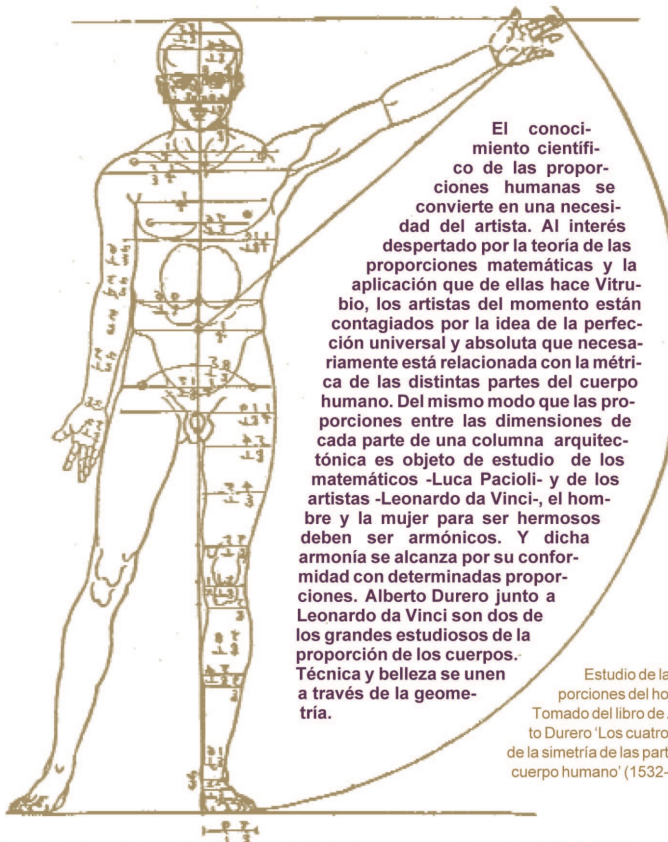 El conoci-
miento científi-
co de las propor-
ciones humanas se
convierte en una necesi-
dad del artista. Al interés
despertado por la teoría de las
proporciones matemáticas y la
aplicación que de ellas hace Vitru-
bio, los artistas del momento están
contagiados por la idea de la perfec-
ción universal y absoluta que necesa-
riamente está relacionada con la métri-
ca de las distintas partes del cuerpo
humano. Del mismo modo que las pro-
porciones entre las dimensiones de
cada parte de una columna arquitec-
tónica es objeto de estudio de los
matemáticos -Luca Pacioli- y de los
artistas -Leonardo da Vinci-, el hom-
bre y la mujer para ser hermosos
deben ser armónicos. Y dicha
armonía se alcanza por su confor-
midad con determinadas propor-
ciones. Alberto Durero junto a
Leonardo da Vinci son dos de
los grandes estudiosos de la
proporción de los cuerpos.
Técnica y belleza se unen
a través de la geome-
tría.
Estudio de la
porciones del ho
Tomado del libro de
to Durero 'Los cuatro
de la simetría de las part
cuerpo humano' (1532-